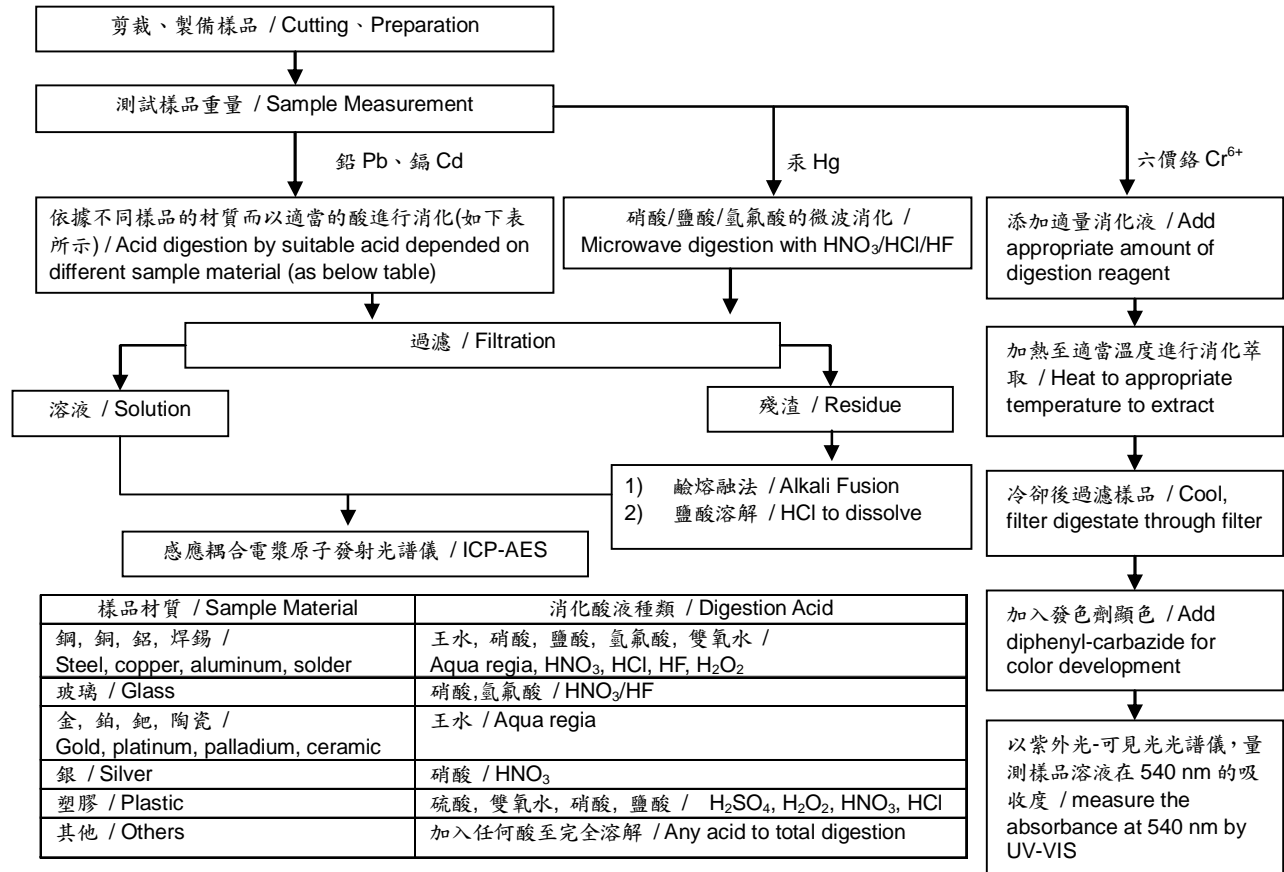 剪裁、製備樣品 / Cutting、Preparation
測試樣品重量 / Sample Measurement
鉛 Pb、鎘 Cd
汞 Hg
六價鉻 Cr⁶⁺
依據不同樣品的材質而以適當的酸進行消化(如下表
所示) / Acid digestion by suitable acid depended on
different sample material (as below table)
硝酸/鹽酸/氫氟酸的微波消化 /
Microwave digestion with HNO₃/HCl/HF
添加適量消化液 / Add
appropriate amount of
digestion reagent
過濾 / Filtration
加熱至適當溫度進行消化萃
取 / Heat to appropriate
temperature to extract
溶液 / Solution
殘渣 / Residue
1) 鹼熔融法 / Alkali Fusion
2) 鹽酸溶解 / HCl to dissolve
冷卻後過濾樣品 / Cool,
filter digestate through filter
感應耦合電漿原子發射光譜儀 / ICP-AES
加入發色劑顯色 / Add
diphenyl-carbazide for
color development
以紫外光-可見光光譜儀，量
測樣品溶液在 540 nm 的吸
收度 / measure the
absorbance at 540 nm by
UV-VIS
樣品材質 / Sample Material 消化酸液種類 / Digestion Acid
鋼, 銅, 鋁, 焊錫 / 王水, 硝酸, 鹽酸, 氫氟酸, 雙氧水 /
Steel, copper, aluminum, solder Aqua regia, HNO₃, HCl, HF, H₂O₂
玻璃 / Glass 硝酸,氫氟酸 / HNO₃/HF
金, 鉑, 鈀, 陶瓷 / 王水 / Aqua regia
Gold, platinum, palladium, ceramic
銀 / Silver 硝酸 / HNO₃
塑膠 / Plastic 硫酸, 雙氧水, 硝酸, 鹽酸 / H₂SO₄, H₂O₂, HNO₃, HCl
其他 / Others 加入任何酸至完全溶解 / Any acid to total digestion